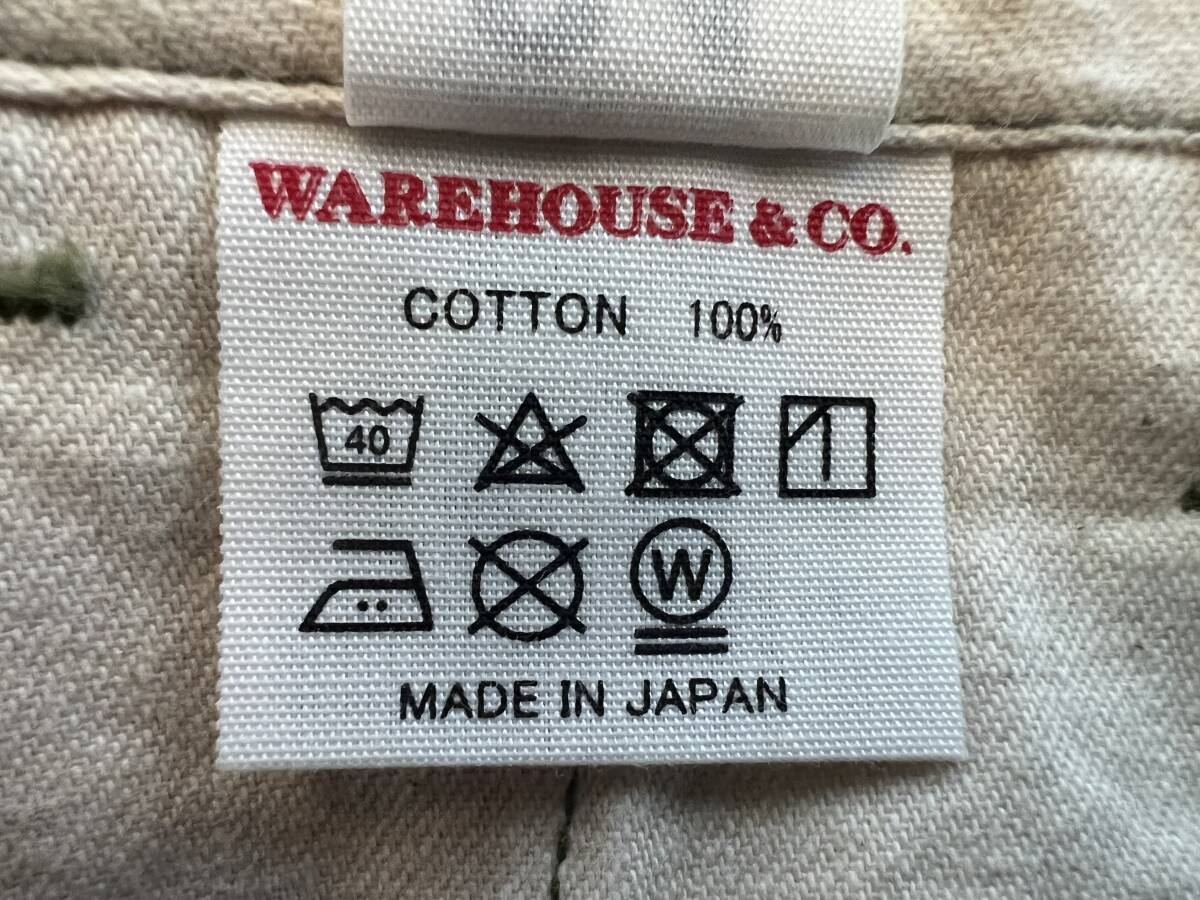 WAREHOUSE & CO.
COTTON 100%
40
W
MADE IN JAPAN